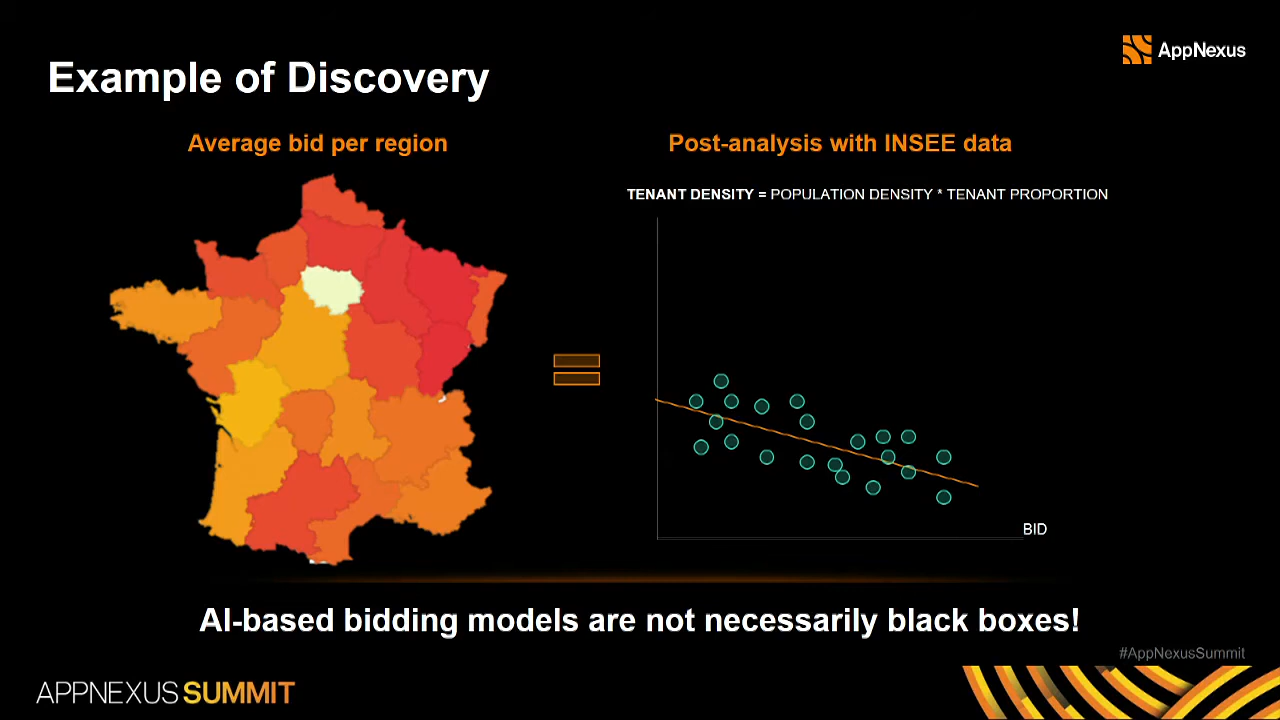 AppNexus
Example of Discovery
Average bid per region
Post-analysis with INSEE data
TENANT DENSITY = POPULATION DENSITY * TENANT PROPORTION
BID
AI-based bidding models are not necessarily black boxes!
#AppNexusSummit
APPNEXUS SUMMIT